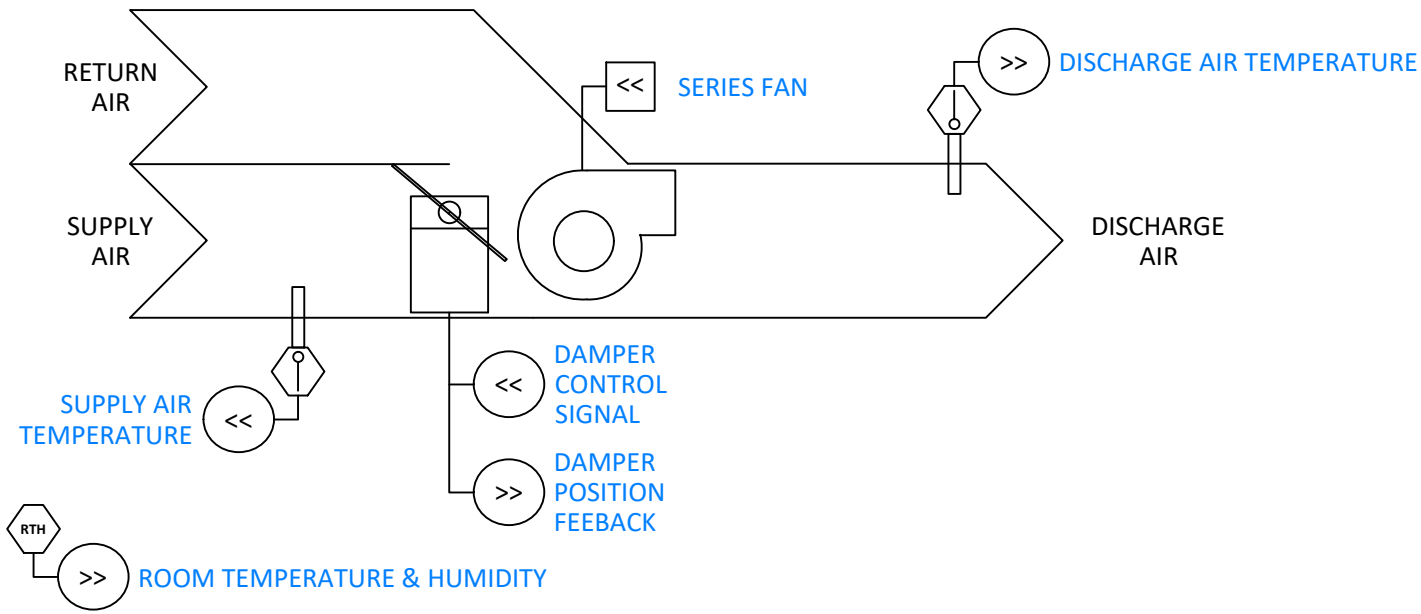 RETURN
AIR
<<
SERIES FAN
>>
DISCHARGE AIR TEMPERATURE
SUPPLY
AIR
DISCHARGE
AIR
SUPPLY AIR
TEMPERATURE
<<
<<
DAMPER
CONTROL
SIGNAL
>>
DAMPER
POSITION
FEEBACK
RTH
>>
ROOM TEMPERATURE & HUMIDITY